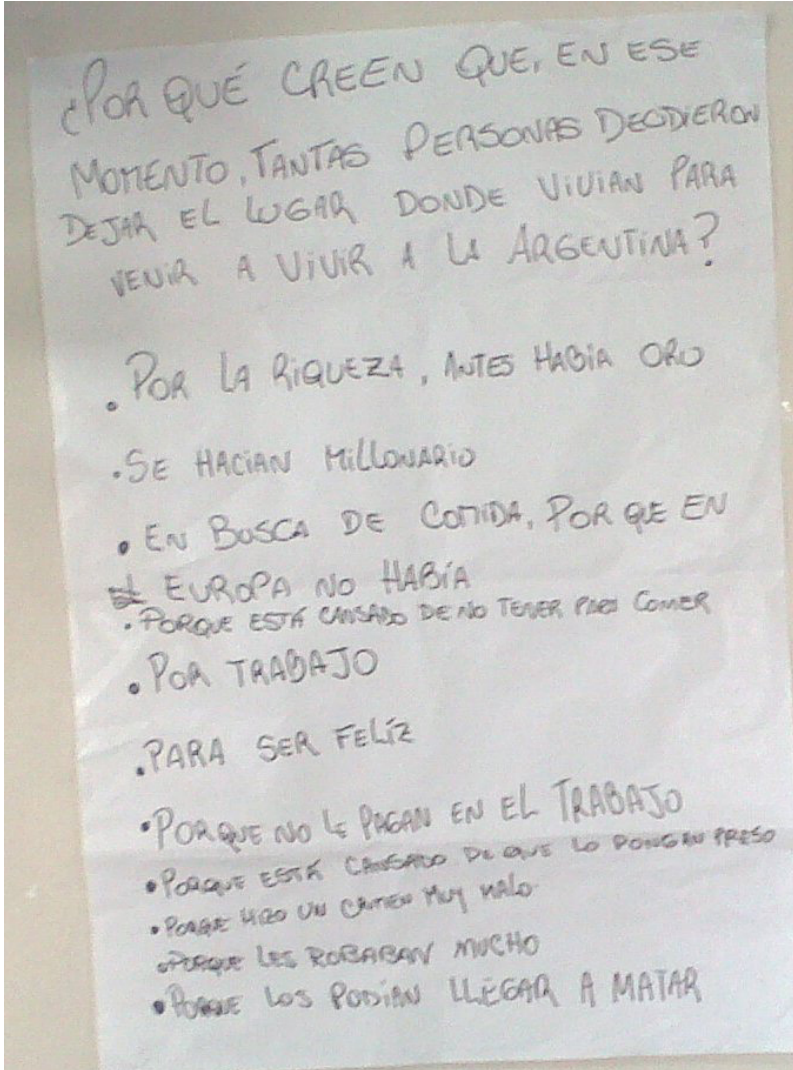 ¿POR QUÉ CREEN QUE, EN ESE
MOMENTO, TANTAS PERSONAS DECIDIERON
DEJAR EL LUGAR DONDE VIVIAN PARA
VENIR A VIVIR A LA ARGENTINA?
. POR LA RIQUEZA, ANTES HABIA ORO
. SE HACIAN MILLONARIO
• EN BUSCA DE COMIDA, POR QUE EN
EUROPA NO HABÍA
. PORQUE ESTÁ CANSADO DE NO TENER PARA COMER
. POR TRABAJO
. PARA SER FELÍZ
• PORQUE NO LE PAGAN EN EL TRABAJO
• PORQUE ESTÁ CANSADO DE QUE LO PONGAN PRESO
• PORQUE HIZO UN CRIMEN MUY MALO
• PORQUE LES ROBABAN MUCHO
• PORQUE LOS PODÍAN LLEGAR A MATAR